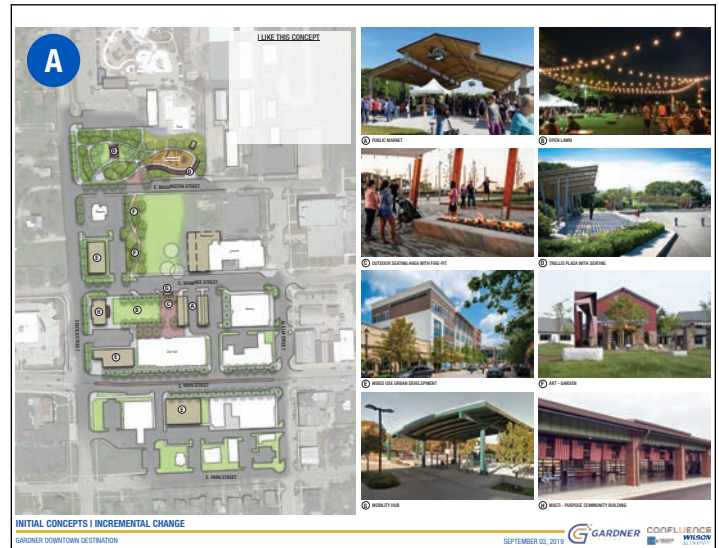 A
I LIKE THIS CONCEPT
E. WASHINGTON STREET
E. SHAWNEE STREET
Library
City Hall
E. MAIN STREET
E. PARK STREET
A PUBLIC MARKET
B OPEN LAWN
C OUTDOOR SEATING AREA WITH FIRE-PIT
D TRELLIS PLAZA WITH SEATING
E MIXED USE URBAN DEVELOPMENT
F ART - GARDEN
G MOBILITY HUB
H MULTI - PURPOSE COMMUNITY BUILDING
INITIAL CONCEPTS I INCREMENTAL CHANGE
GARDNER DOWNTOWN DESTINATION
SEPTEMBER 03, 2019
GARDNER
CONFLUENCE
WILSON
& COMPANY